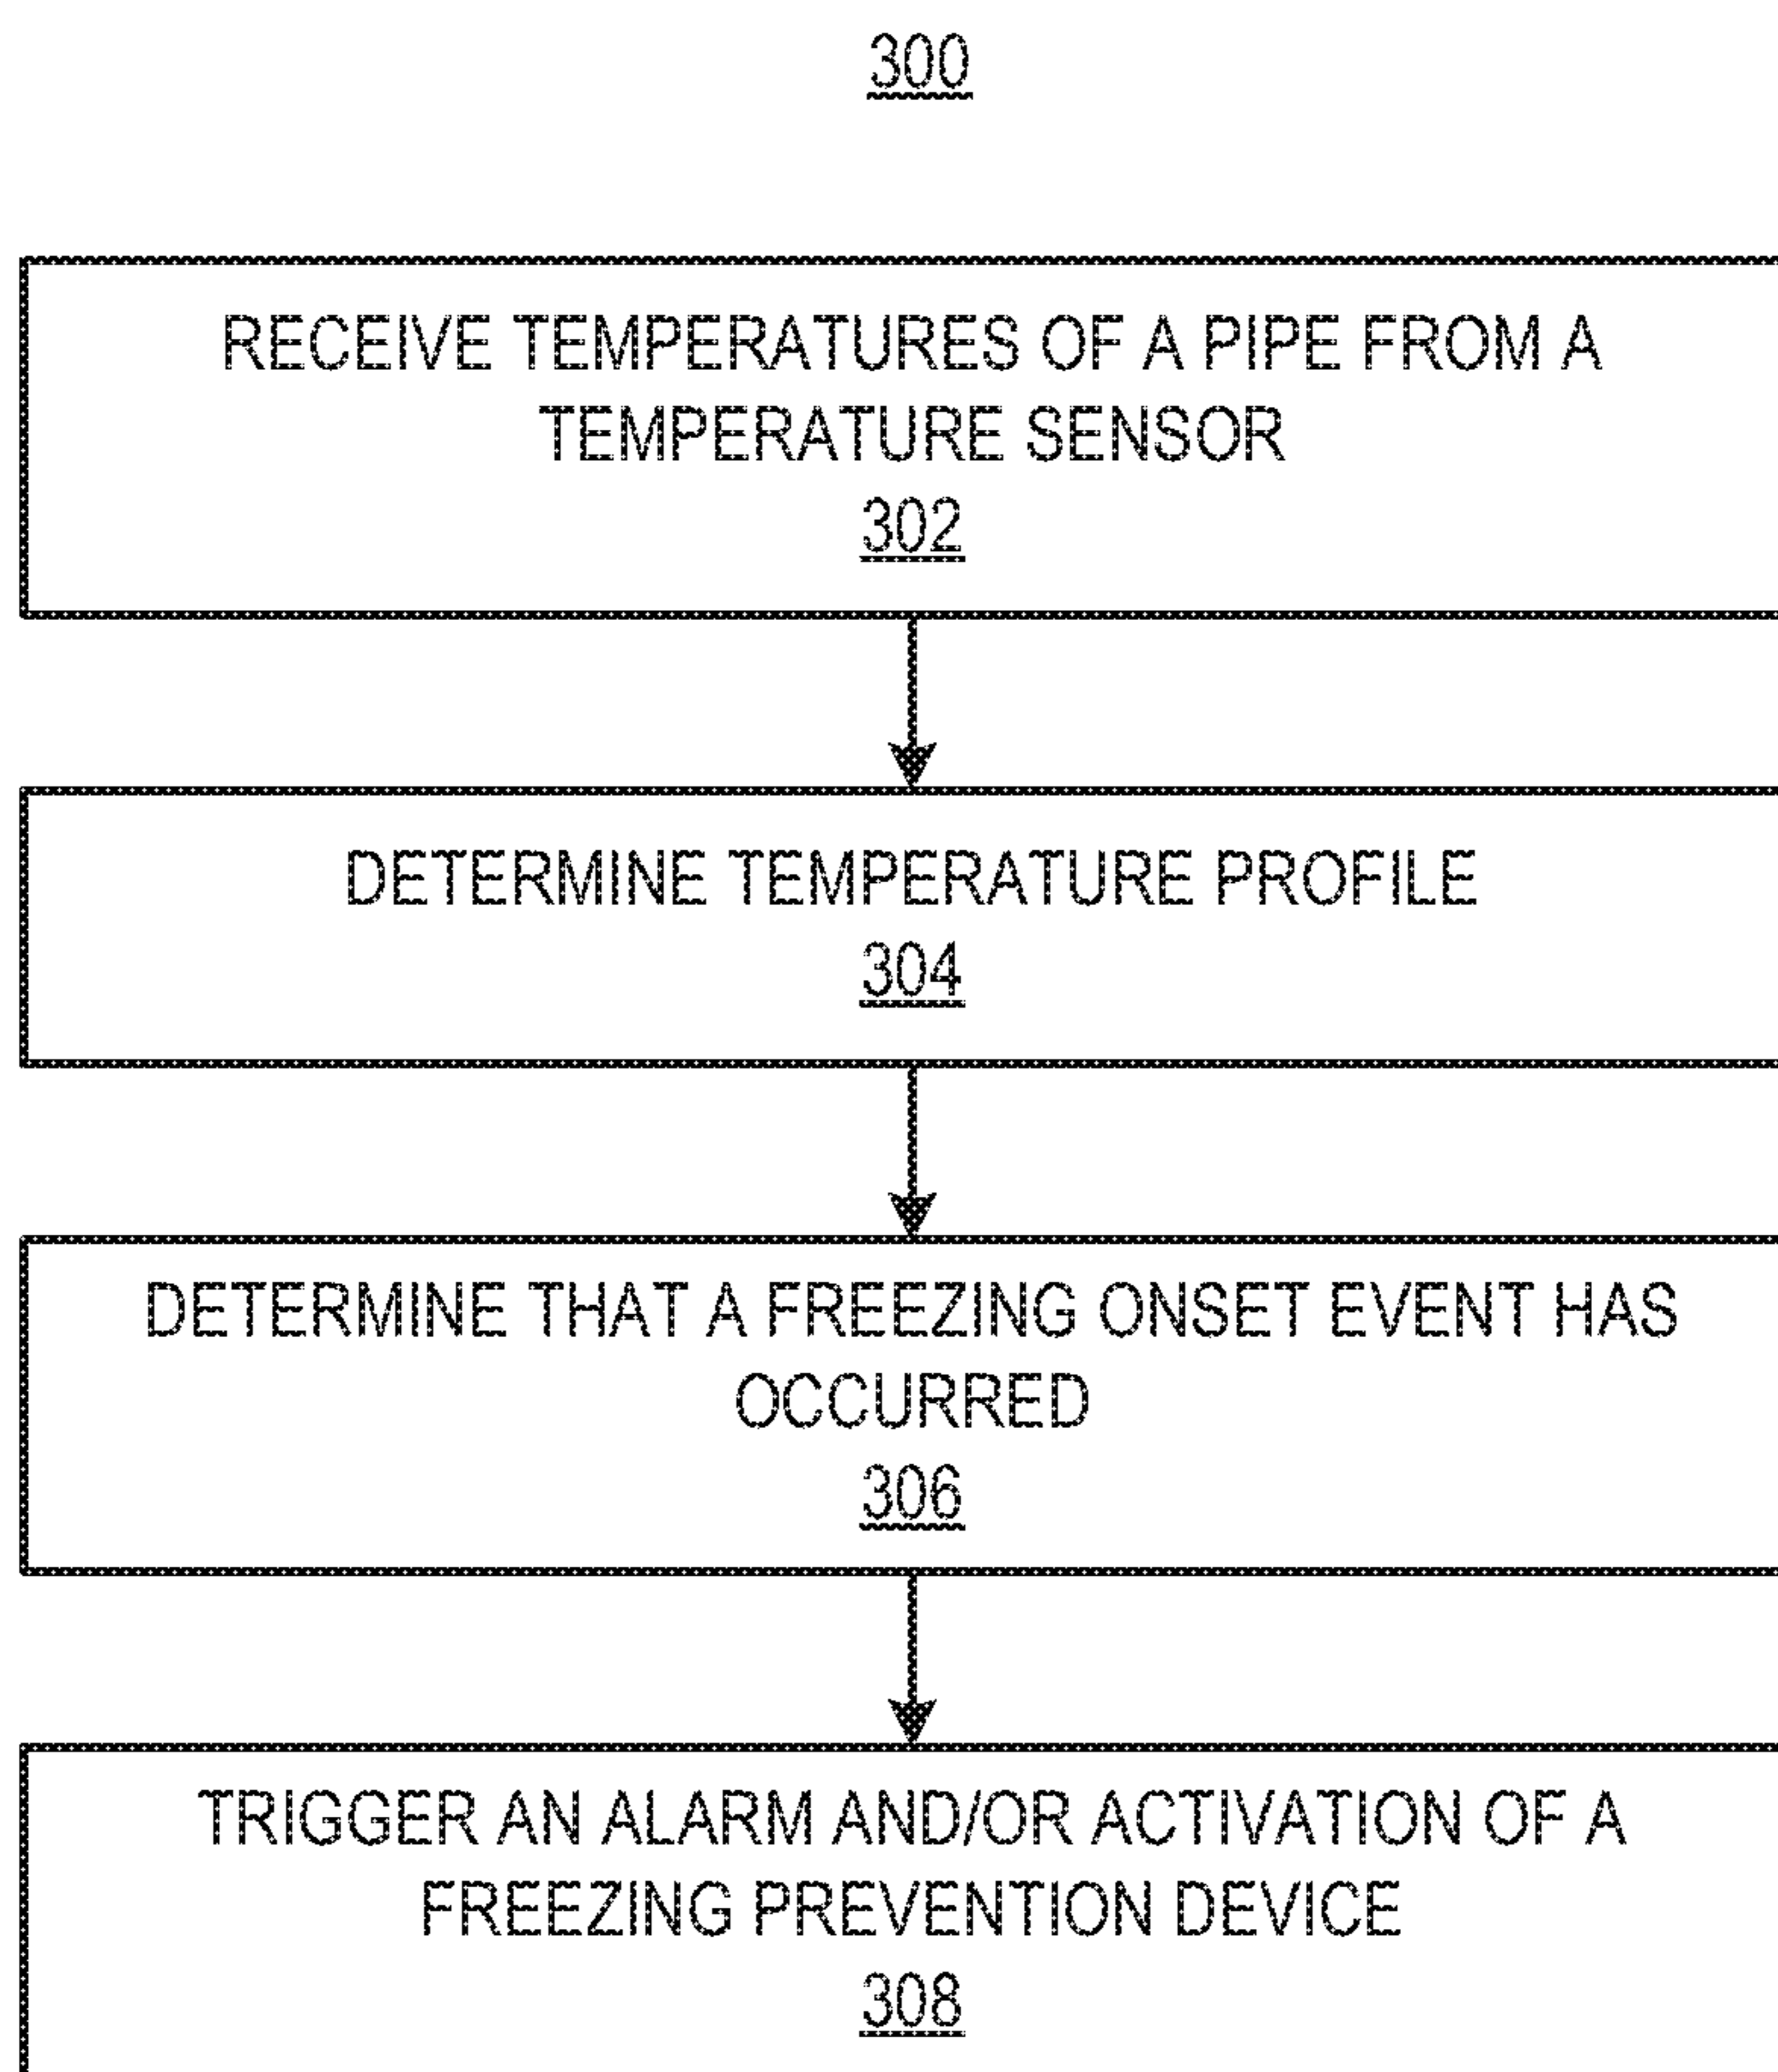 300
RECEIVE TEMPERATURES OF A PIPE FROM A
TEMPERATURE SENSOR
302
DETERMINE TEMPERATURE PROFILE
304
DETERMINE THAT A FREEZING ONSET EVENT HAS
OCCURRED
306
TRIGGER AN ALARM AND/OR ACTIVATION OF A
FREEZING PREVENTION DEVICE
308